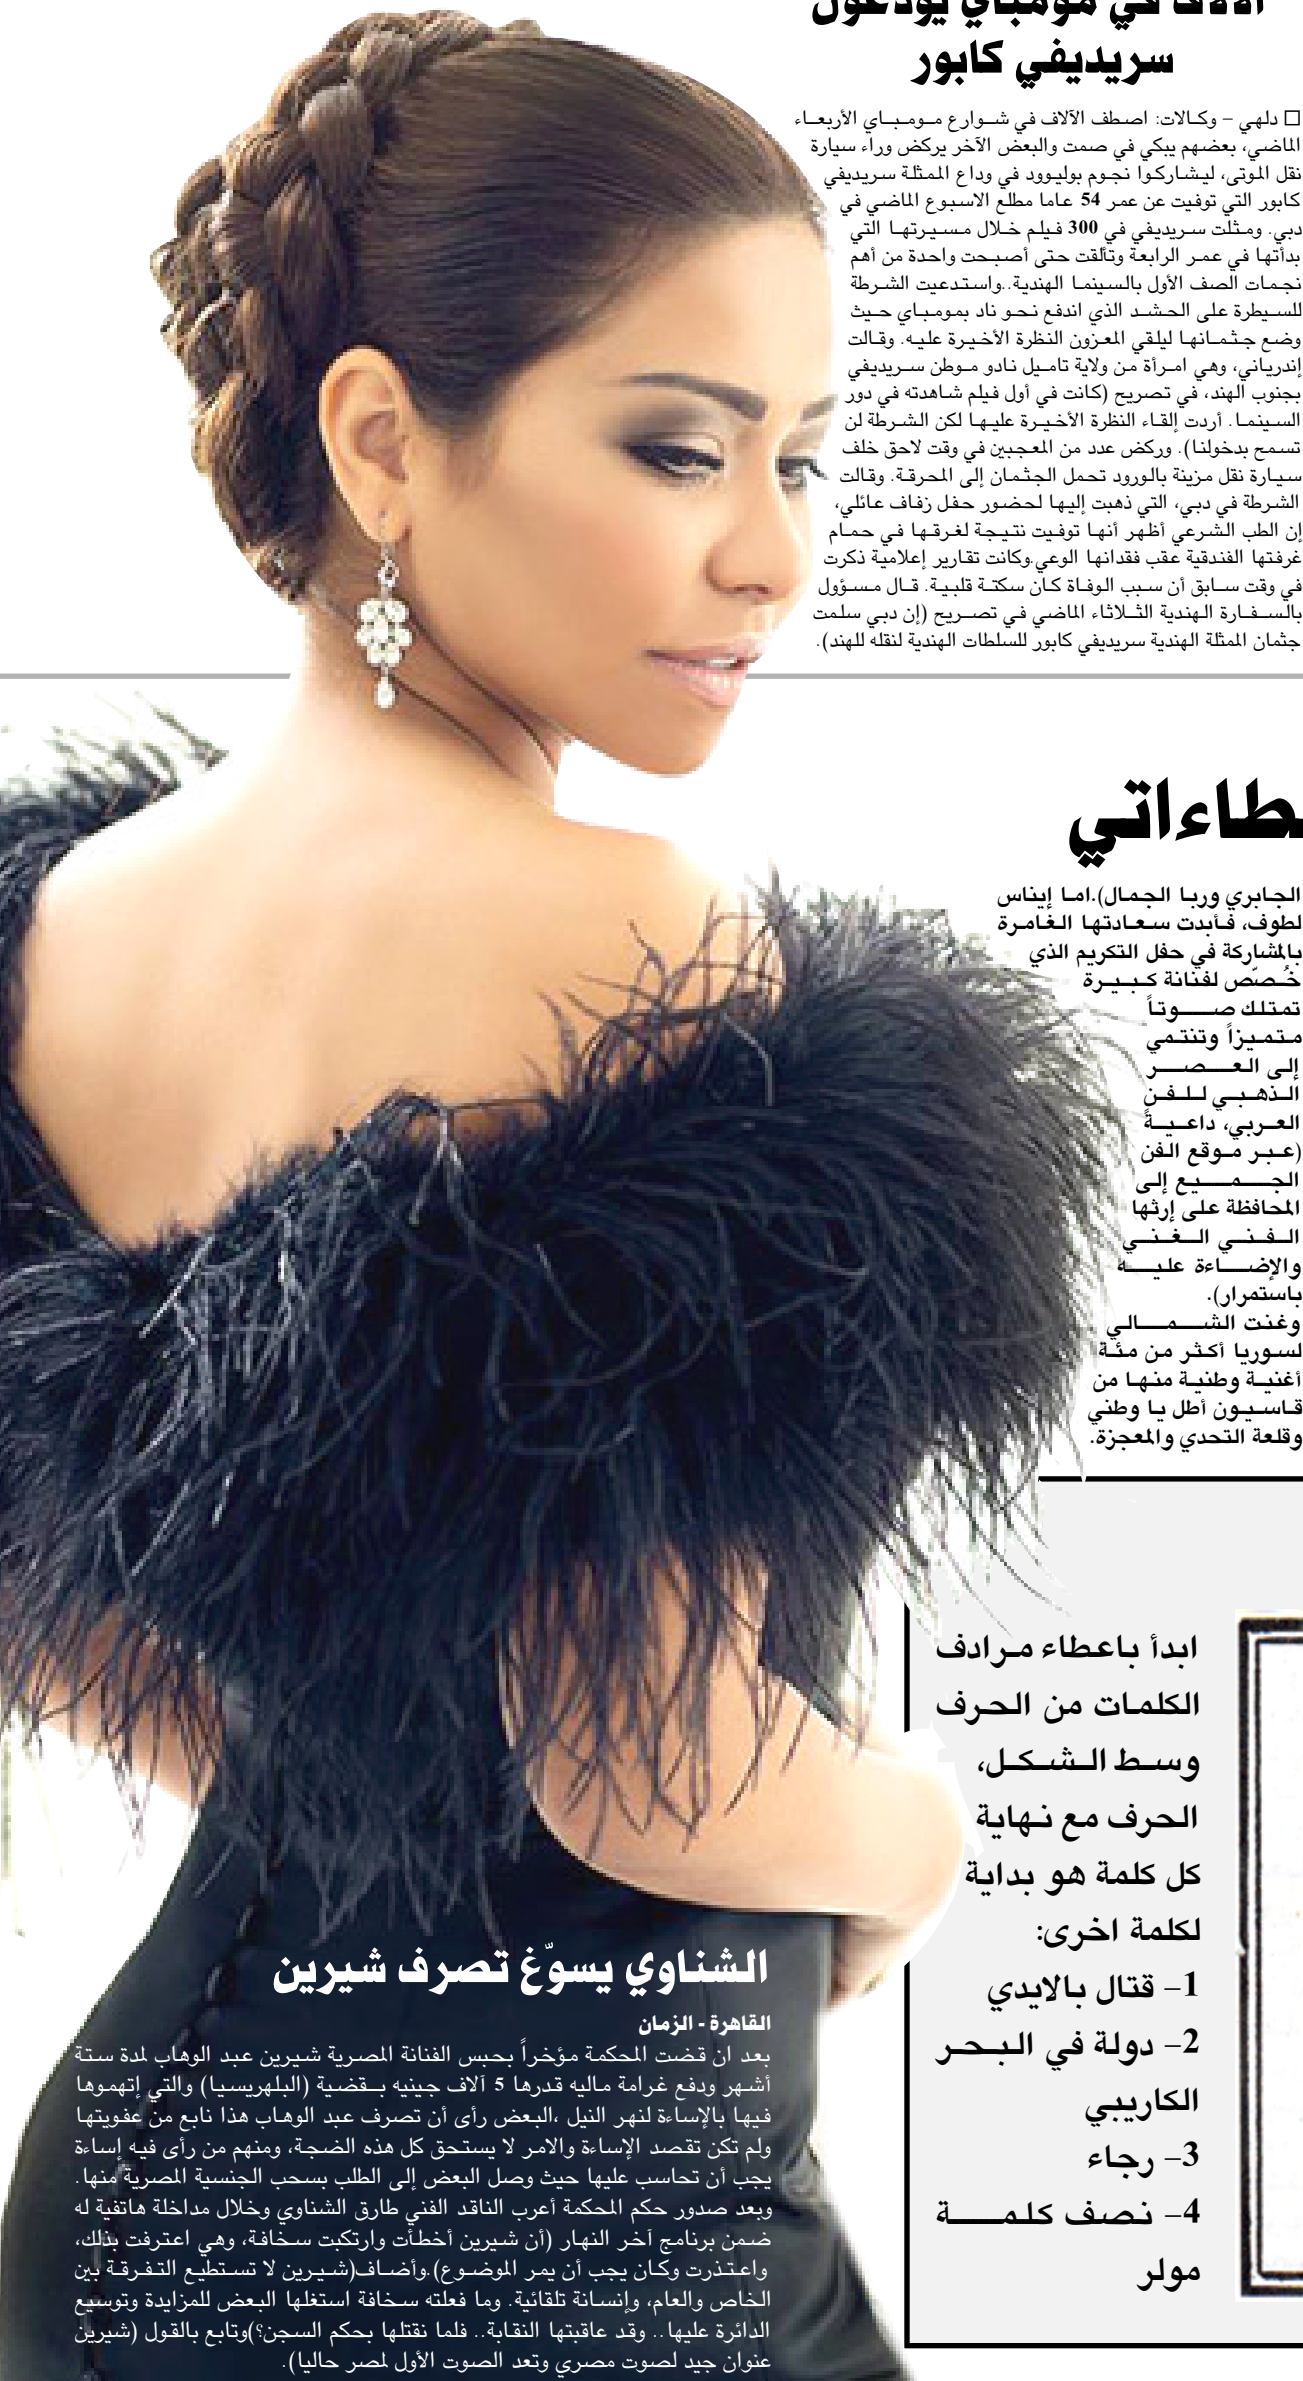 الآلاف في مومباي يودعون
سريديفي كابور
□ دلهي – وكالات: اصطف الآلاف في شوارع مومباي الأربعاء
الماضي، بعضهم يبكي في صمت والبعض الآخر يركض وراء سيارة
نقل الموتى، ليشاركوا نجوم بوليوود في وداع الممثلة سريديفي
كابور التي توفيت عن عمر 54 عاما مطلع الاسبوع الماضي في
دبي. ومثلت سريديفي في 300 فيلم خلال مسيرتها التي
بدأتها في عمر الرابعة وتألقت حتى أصبحت واحدة من أهم
نجمات الصف الأول بالسينما الهندية..واستدعيت الشرطة
للسيطرة على الحشد الذي اندفع نحو ناد بمومباي حيث
وضع جثمانها ليلقي المعزون النظرة الأخيرة عليه. وقالت
إندرياني، وهي امرأة من ولاية تاميل نادو موطن سريديفي
بجنوب الهند، في تصريح (كانت في أول فيلم شاهدته في دور
السينما. أردت إلقاء النظرة الأخيرة عليها لكن الشرطة لن
تسمح بدخولنا). وركض عدد من المعجبين في وقت لاحق خلف
سيارة نقل مزينة بالورود تحمل الجثمان إلى المحرقة. وقالت
الشرطة في دبي، التي ذهبت إليها لحضور حفل زفاف عائلي،
إن الطب الشرعي أظهر أنها توفيت نتيجة لغرقها في حمام
غرفتها الفندقية عقب فقدانها الوعي.وكانت تقارير إعلامية ذكرت
في وقت سابق أن سبب الوفاة كان سكتة قلبية. قال مسؤول
بالسفارة الهندية الثلاثاء الماضي في تصريح (إن دبي سلمت
جثمان الممثلة الهندية سريديفي كابور للسلطات الهندية لنقله للهند).
طاءاتي
الجابري وربا الجمال).اما إيناس
لطوف، فأبدت سعادتها الغامرة
بالمشاركة في حفل التكريم الذي
خُصصّ لفنانة كبيرة
تمتلك صوتاً
متميزاً وتنتمي
إلى العصر
الذهبي للفن
العربي، داعيةً
(عبر موقع الفن
الجميع إلى
المحافظة على إرثها
الفني الغني
والإضاءة عليه
باستمرار).
وغنت الشمالي
لسوريا أكثر من مئة
أغنية وطنية منها من
قاسيون أطل يا وطني
وقلعة التحدي والمعجزة.
ابدأ باعطاء مرادف
الكلمات من الحرف
وسط الشكل،
الحرف مع نهاية
كل كلمة هو بداية
لكلمة اخرى:
1– قتال بالايدي
2– دولة في البحر
الكاريبي
3– رجاء
4– نصف كلمة
مولر
الشناوي يسوّغ تصرف شيرين
القاهرة - الزمان
بعد ان قضت المحكمة مؤخراً بحبس الفنانة المصرية شيرين عبد الوهاب لمدة ستة
أشهر ودفع غرامة ماليه قدرها 5 آلاف جينيه بقضية (البلهريسيا) والتي إتهموها
فيها بالإساءة لنهر النيل ،البعض رأى أن تصرف عبد الوهاب هذا نابع من عفويتها
ولم تكن تقصد الإساءة والامر لا يستحق كل هذه الضجة، ومنهم من رأى فيه إساءة
يجب أن تحاسب عليها حيث وصل البعض إلى الطلب بسحب الجنسية المصرية منها.
وبعد صدور حكم المحكمة أعرب الناقد الفني طارق الشناوي وخلال مداخلة هاتفية له
ضمن برنامج آخر النهار (أن شيرين أخطأت وارتكبت سخافة، وهي اعترفت بذلك،
واعتذرت وكان يجب أن يمر الموضوع).وأضاف(شيرين لا تستطيع التفرقة بين
الخاص والعام، وإنسانة تلقائية. وما فعلته سخافة استغلها البعض للمزايدة وتوسيع
الدائرة عليها.. وقد عاقبتها النقابة.. فلما نقتلها بحكم السجن؟)وتابع بالقول (شيرين
عنوان جيد لصوت مصري وتعد الصوت الأول لمصر حاليا).